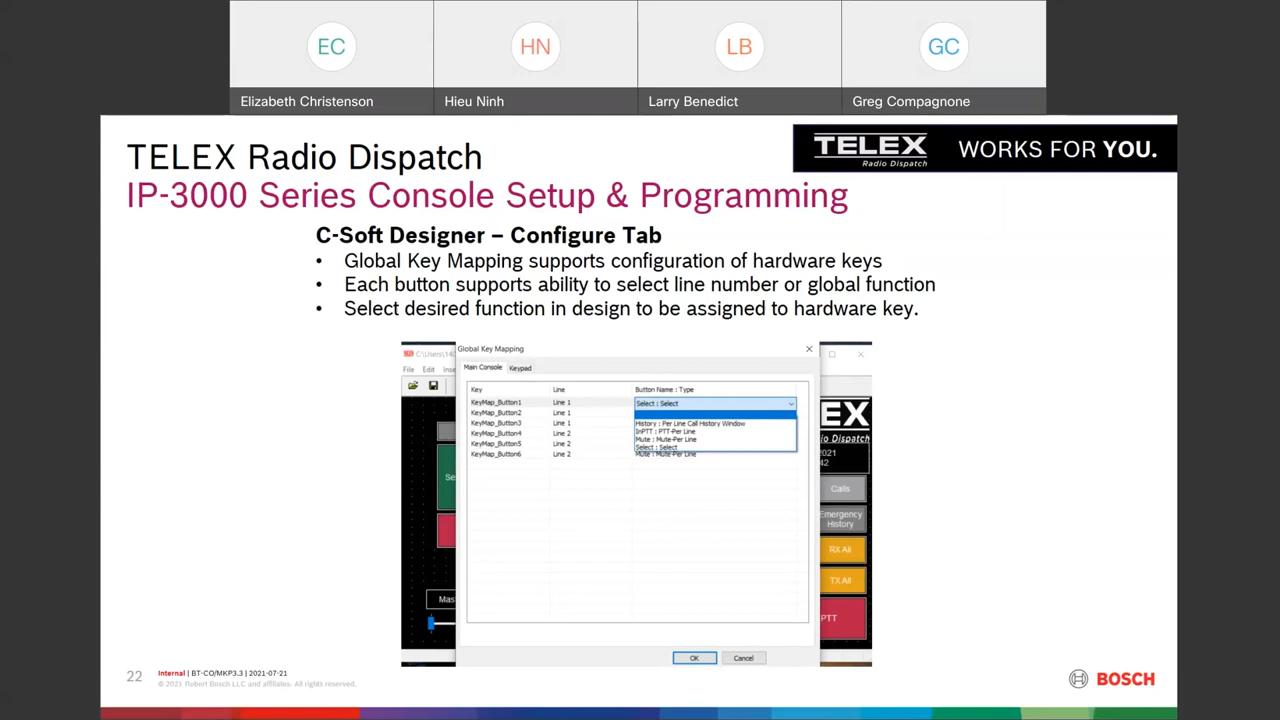 EC
HN
LB
GC
Elizabeth Christenson
Hieu Ninh
Larry Benedict
Greg Compagnone
TELEX Radio Dispatch
TELEX
Radio Dispatch
WORKS FOR YOU.
IP-3000 Series Console Setup & Programming
C-Soft Designer – Configure Tab
• Global Key Mapping supports configuration of hardware keys
• Each button supports ability to select line number or global function
• Select desired function in design to be assigned to hardware key.
C:\Users\140
File Edit Inse
Global Key Mapping
Main Console Keypad
Key Line Button Name : Type
KeyMap_Button1 Line 1 Select : Select
KeyMap_Button2 Line 1
KeyMap_Button3 Line 1 History : Per Line Call History Window
KeyMap_Button4 Line 2 InPTT : PTT-Per Line
Mute : Mute-Per Line
KeyMap_Button5 Line 2 Select : Select
KeyMap_Button6 Line 2 Mute : Mute-Per Line
OK Cancel
Se
Mas
EX
Dispatch
2021
42
Calls
Emergency
History
RX All
TX All
PTT
22
Internal | BT-CO/MKP3.3 | 2021-07-21
© 2021 Robert Bosch LLC and affiliates. All rights reserved.
BOSCH